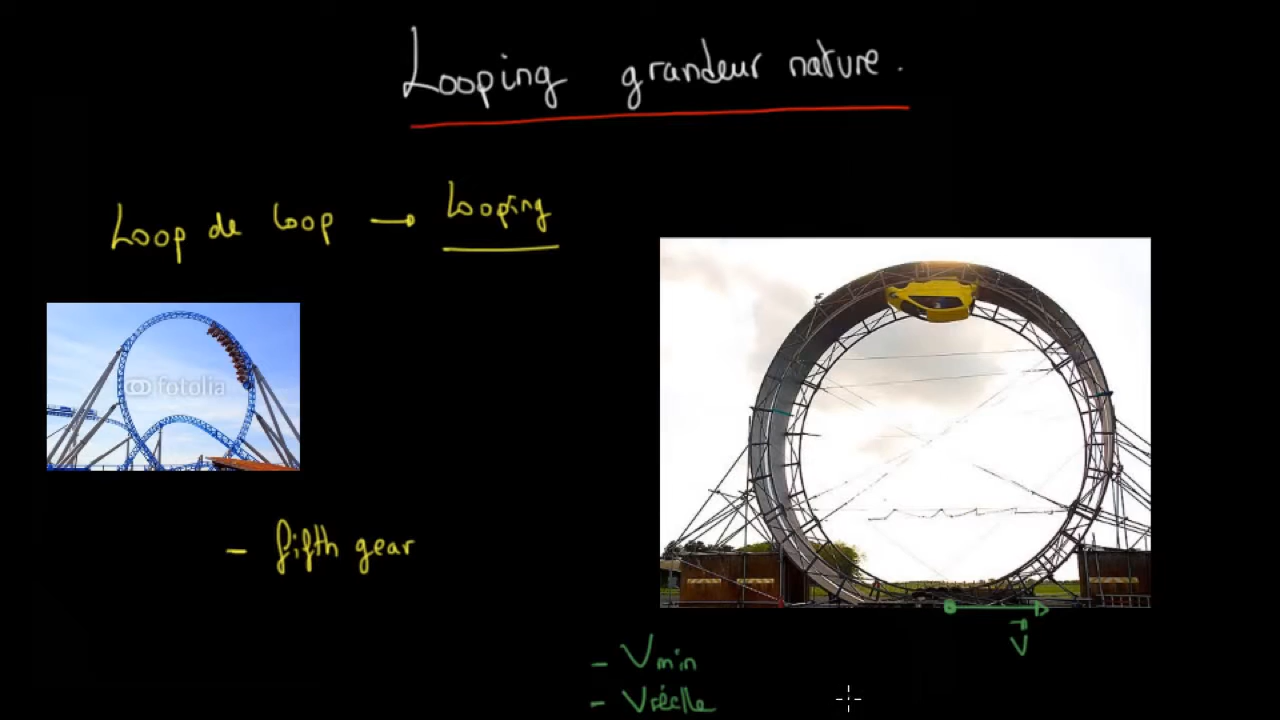 Looping grandeur nature.
Loop de loop → Looping
fotolia
- fifth gear
V
- Vmin
- Vréelle